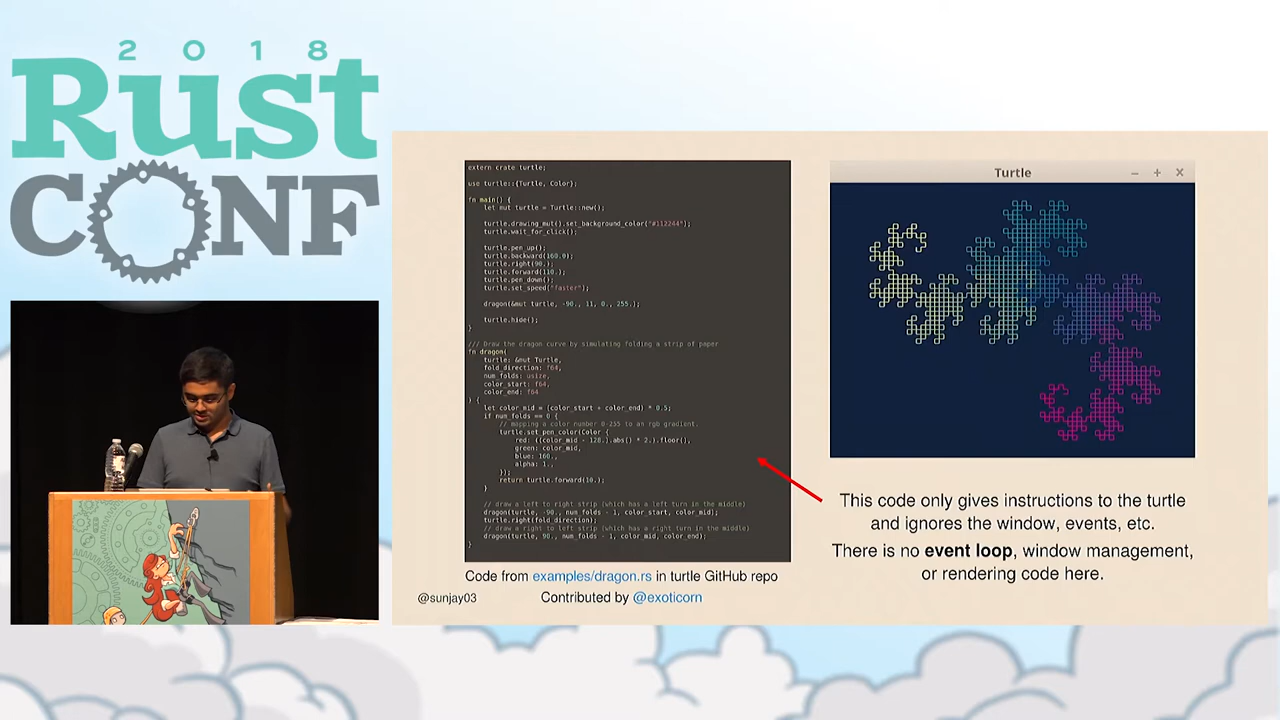 2018
Rust
CONF
extern crate turtle;
use turtle::{Turtle, Color};
fn main() {
let mut turtle = Turtle::new();
turtle.drawing_mut().set_background_color("#112244");
turtle.wait_for_click();
turtle.pen_up();
turtle.backward(160.0);
turtle.right(90.);
turtle.forward(110.);
turtle.pen_down();
turtle.set_speed("faster");
dragon(&mut turtle, -90., 11, 0., 255.);
turtle.hide();
}
/// Draw the dragon curve by simulating folding a strip of paper
fn dragon(
turtle: &mut Turtle,
fold_direction: f64,
num_folds: usize,
color_start: f64,
color_end: f64
) {
let color_mid = (color_start + color_end) * 0.5;
if num_folds == 0 {
// mapping a color number 0-255 to an rgb gradient.
turtle.set_pen_color(Color {
red: ((color_mid - 128.).abs() * 2.).floor(),
green: color_mid,
blue: 160.,
alpha: 1.,
});
return turtle.forward(10.);
}
// draw a left to right strip (which has a left turn in the middle)
dragon(turtle, -90., num_folds - 1, color_start, color_mid);
turtle.right(fold_direction);
// draw a right to left strip (which has a right turn in the middle)
dragon(turtle, 90., num_folds - 1, color_mid, color_end);
}
Code from examples/dragon.rs in turtle GitHub repo
@sunjay03
Contributed by @exoticorn
Turtle
This code only gives instructions to the turtle
and ignores the window, events, etc.
There is no event loop, window management,
or rendering code here.